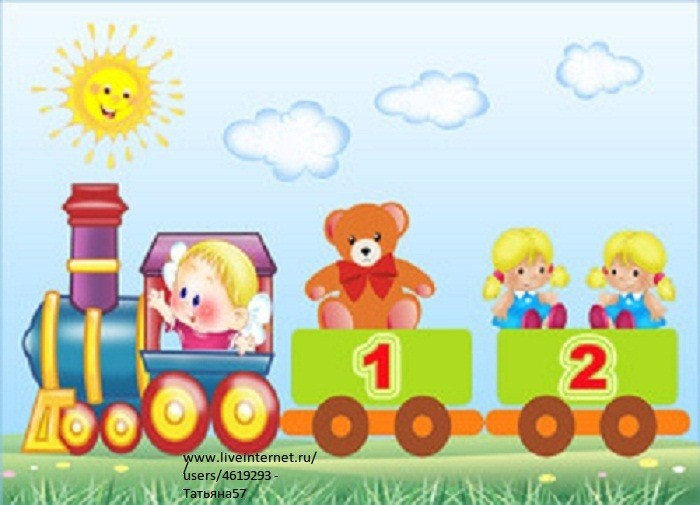 1
2
www.liveinternet.ru/
/
users/4619293 -
Татьяна57